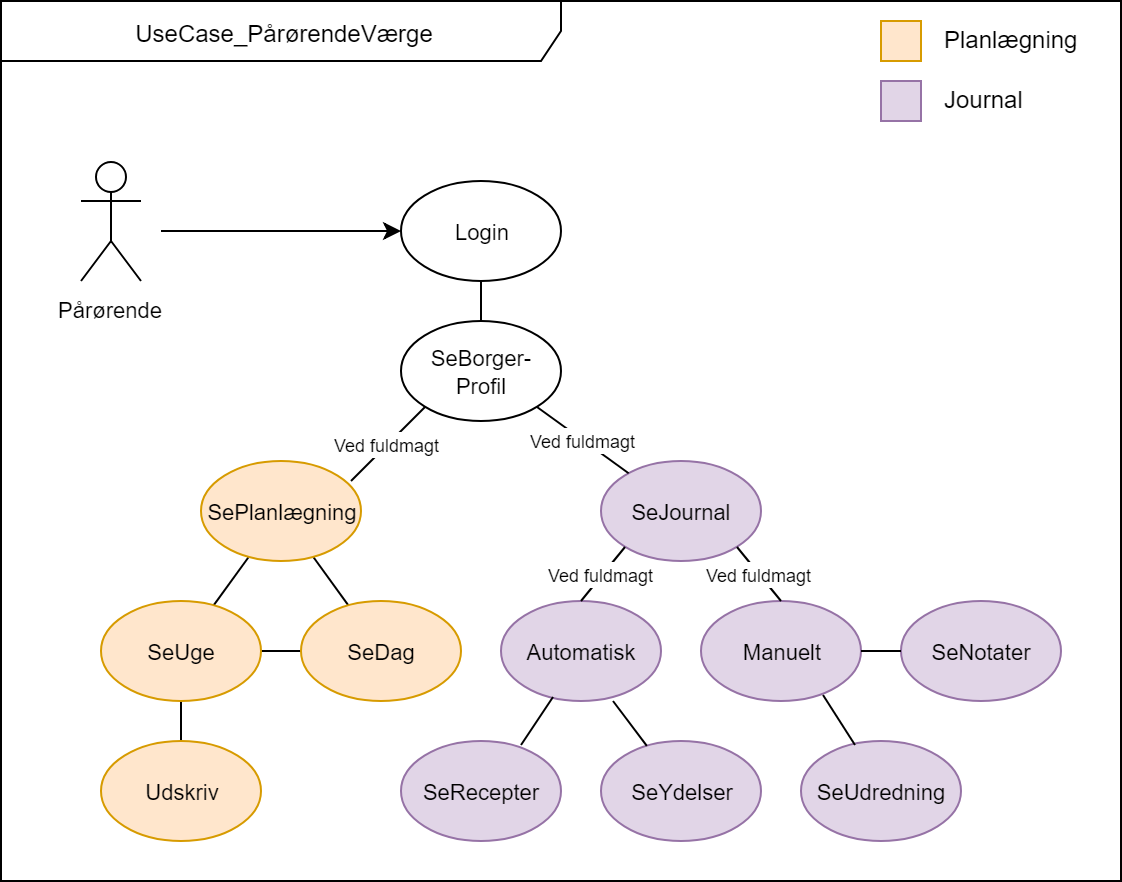 UseCase_PårørendeVærge
Planlægning
Journal
Login
Pårørende
SeBorger-
Profil
Ved fuldmagt
Ved fuldmagt
SePlanlægning
SeJournal
Ved fuldmagt
Ved fuldmagt
SeUge
SeDag
Automatisk
Manuelt
SeNotater
Udskriv
SeRecepter
SeYdelser
SeUdredning